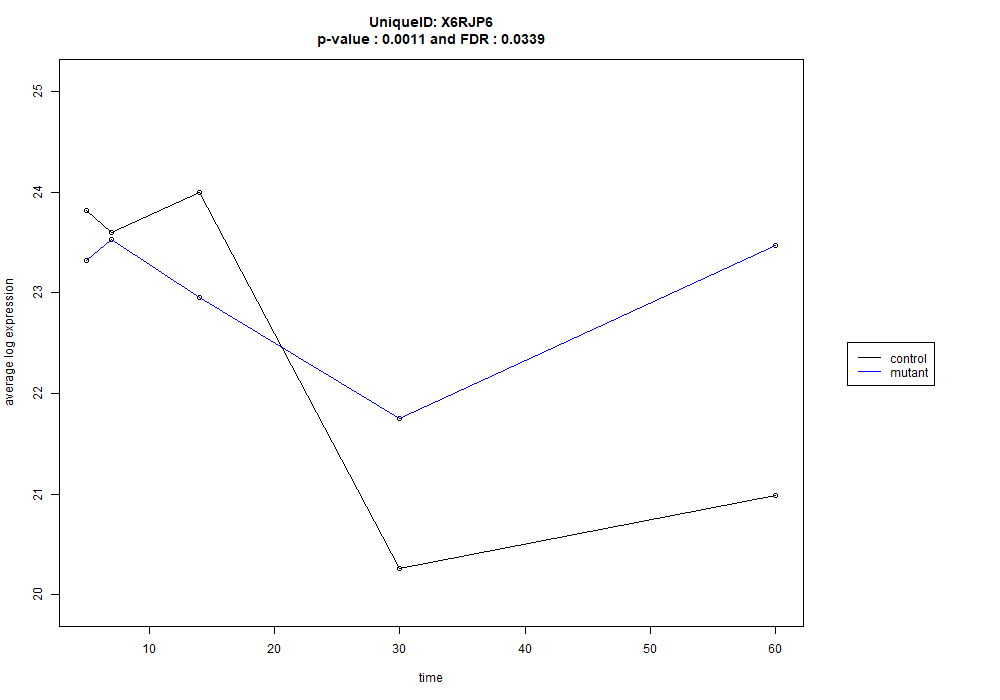 UniqueID: X6RJP6
p-value : 0.0011 and FDR : 0.0339
25
24
23
22
21
20
average log expression
10
20
30
40
50
60
time
control
mutant